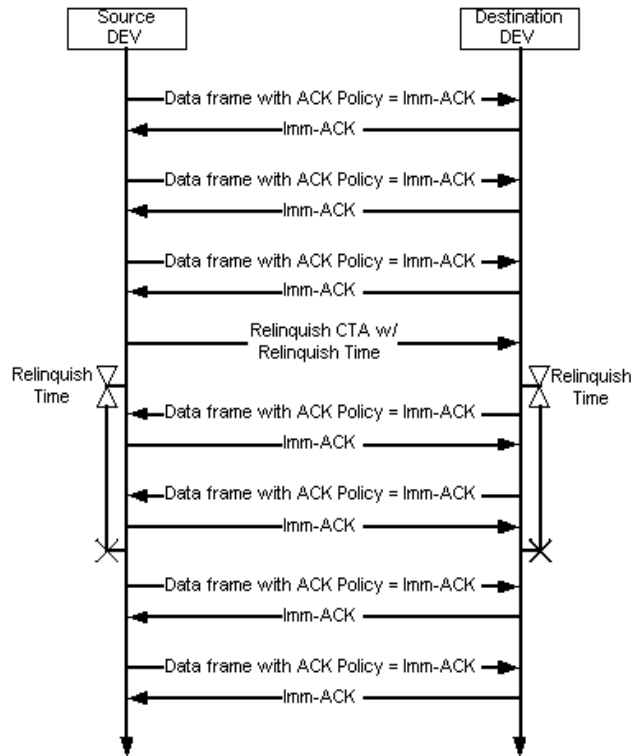 Source
DEV
Destination
DEV
Data frame with ACK Policy = Imm-ACK
Imm-ACK
Data frame with ACK Policy = Imm-ACK
Imm-ACK
Data frame with ACK Policy = Imm-ACK
Imm-ACK
Relinquish CTA w/
Relinquish Time
Relinquish
Time
Relinquish
Time
Data frame with ACK Policy = Imm-ACK
Imm-ACK
Data frame with ACK Policy = Imm-ACK
Imm-ACK
Data frame with ACK Policy = Imm-ACK
Imm-ACK
Data frame with ACK Policy = Imm-ACK
Imm-ACK